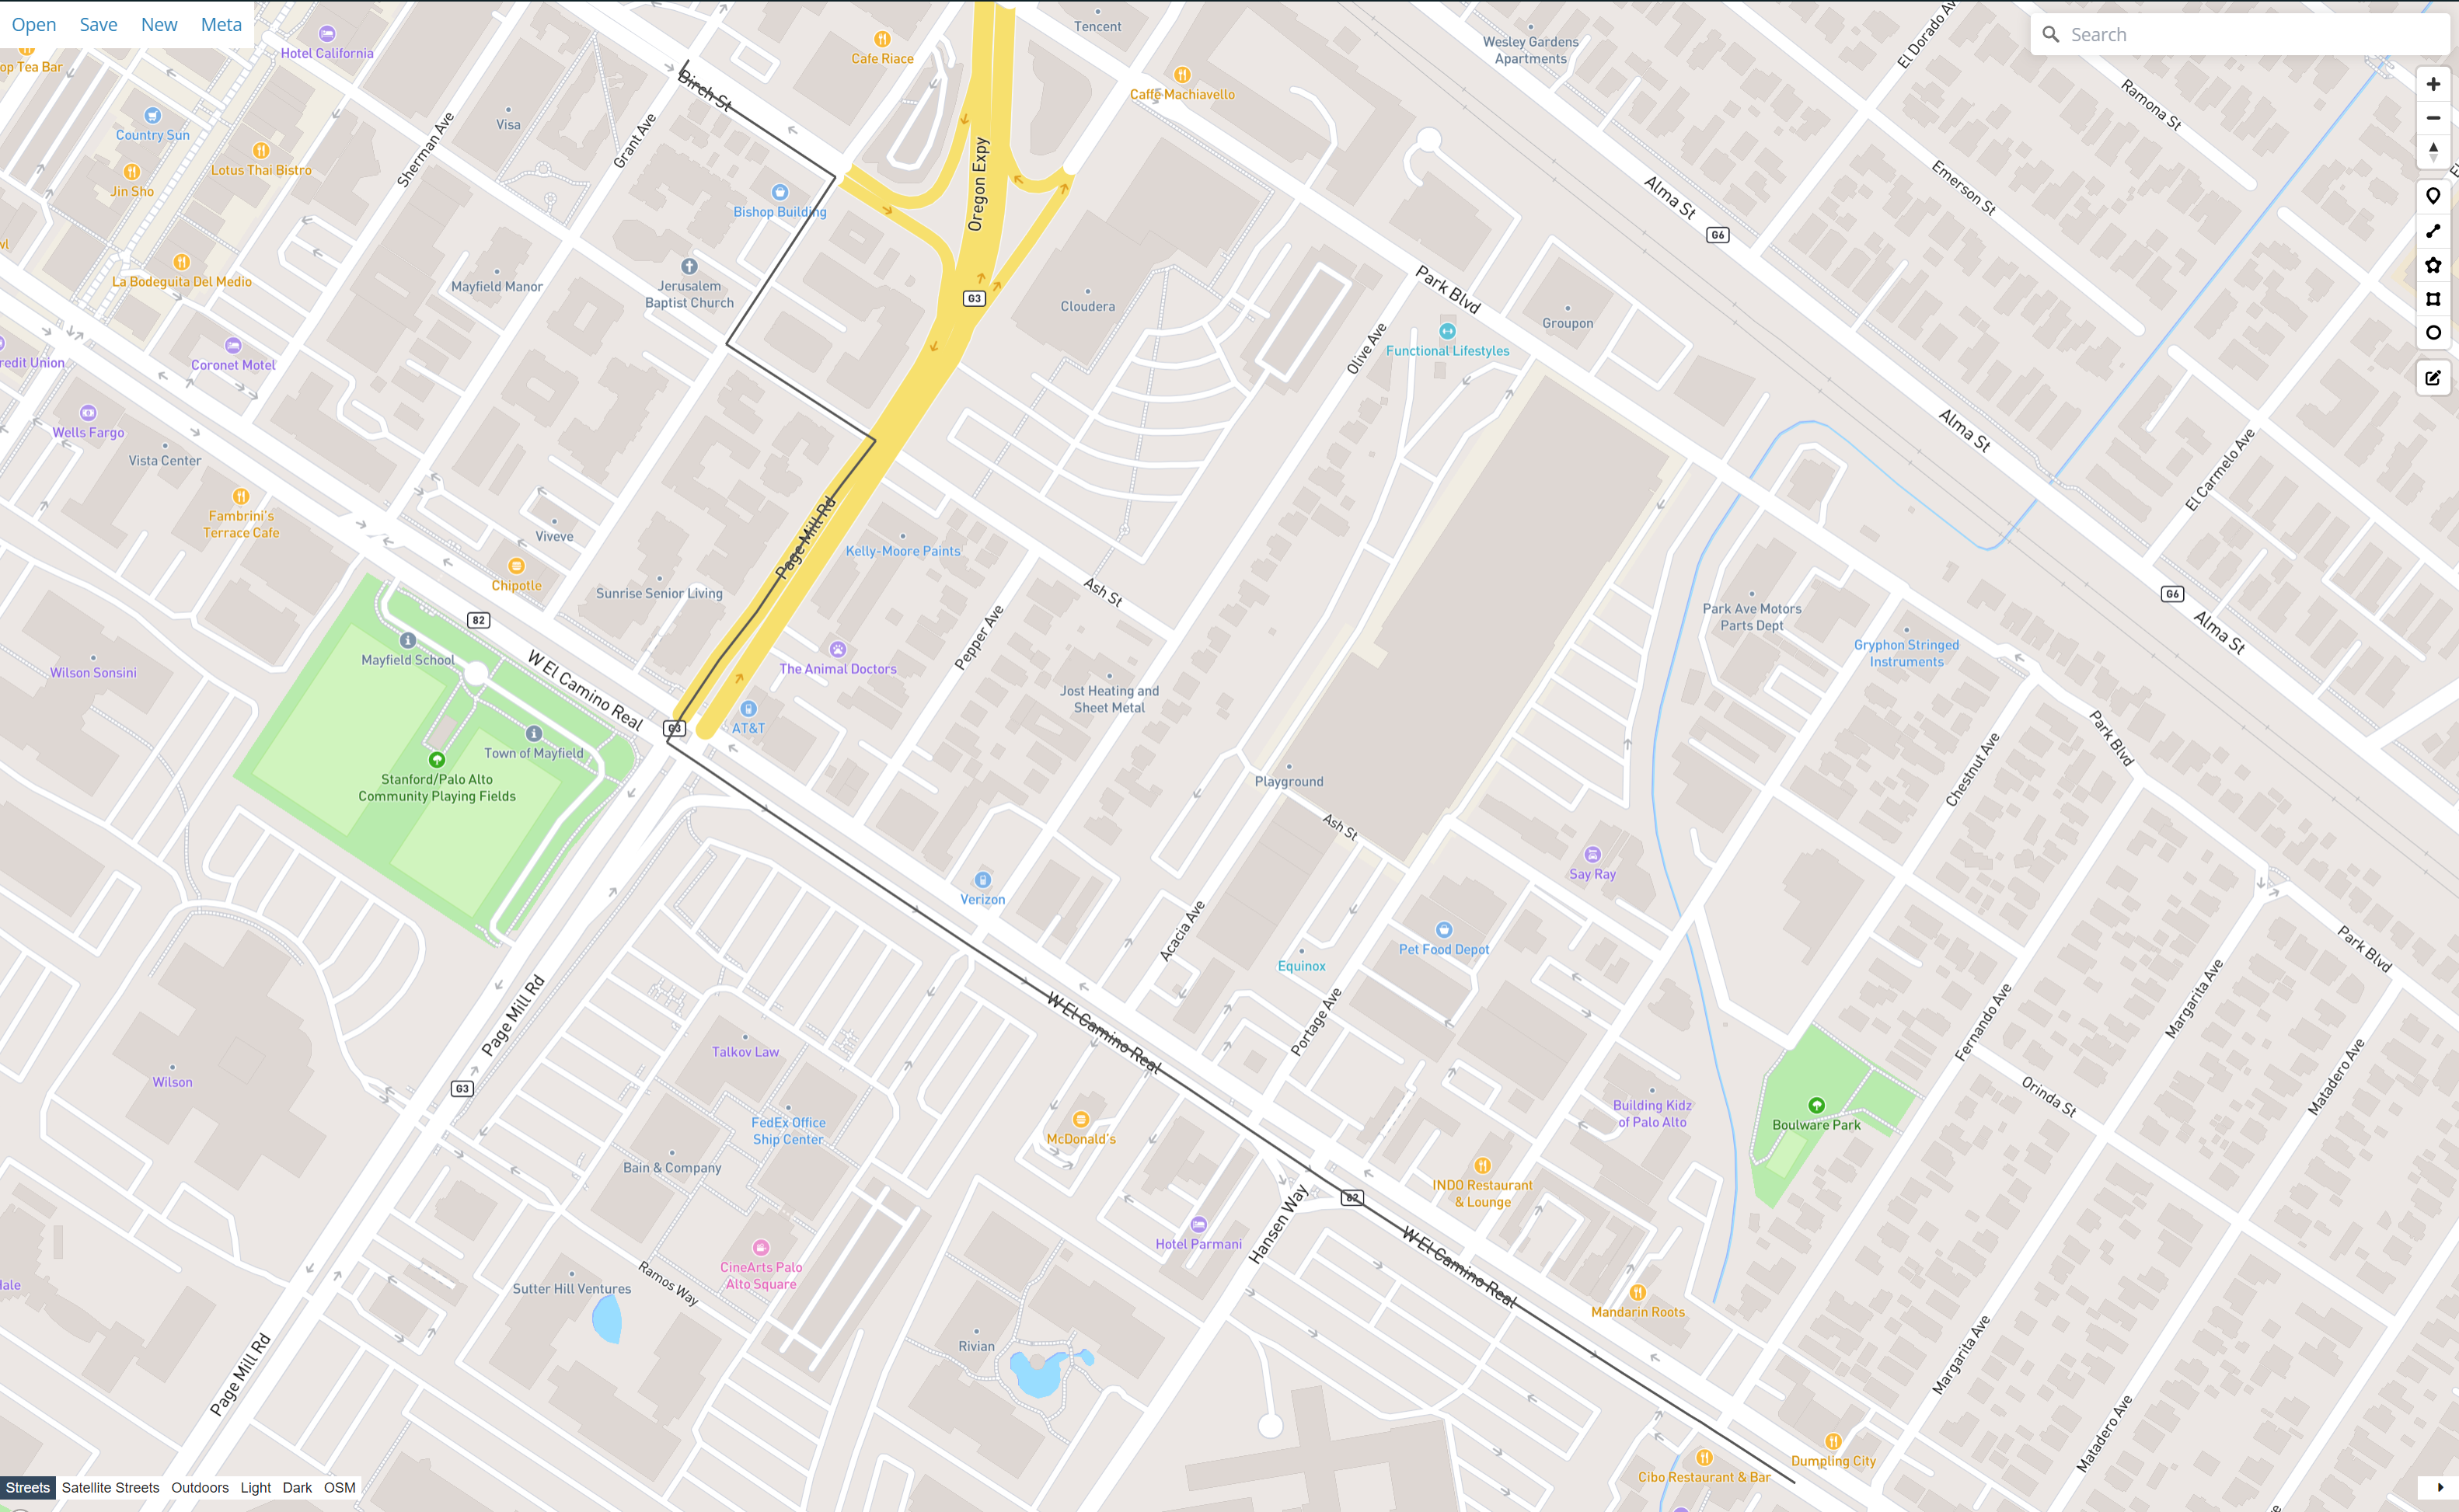 Open
Save
New
Meta
Search
Hotel California
op Tea Bar
Country Sun
Visa
Lotus Thai Bistro
Jin Sho
Sherman Ave
Grant Ave
Birch St
Cafe Riace
Tencent
Caffè Machiavello
Wesley Gardens
Apartments
El Dorado Av
Ramona St
Emerson St
Alma St
G6
Oregon Expy
Bishop Building
La Bodeguita Del Medio
Mayfield Manor
Jerusalem
Baptist Church
G3
Cloudera
Park Blvd
Groupon
Functional Lifestyles
Olive Ave
redit Union
Coronet Motel
Wells Fargo
Vista Center
Fambrini's
Terrace Cafe
Viveve
Chipotle
Sunrise Senior Living
Page Mill Rd
Kelly-Moore Paints
Ash St
Pepper Ave
Alma St
El Carmelo Ave
G6
Alma St
Park Ave Motors
Parts Dept
Gryphon Stringed
Instruments
82
Mayfield School
W El Camino Real
Wilson Sonsini
The Animal Doctors
Jost Heating and
Sheet Metal
G3
AT&T
Town of Mayfield
Stanford/Palo Alto
Community Playing Fields
Playground
Ash St
Chestnut Ave
Park Blvd
Say Ray
Verizon
Acacia Ave
Pet Food Depot
Equinox
Park Blvd
Margarita Ave
Fernando Ave
Page Mill Rd
W El Camino Real
Portage Ave
Talkov Law
Wilson
G3
FedEx Office
Ship Center
McDonald's
Bain & Company
Building Kidz
of Palo Alto
Boulware Park
Orinda St
Matadero Ave
INDO Restaurant
& Lounge
82
Hansen Way
Hotel Parmani
W El Camino Real
CineArts Palo
Alto Square
Ramos Way
Sutter Hill Ventures
Rivian
Mandarin Roots
Margarita Ave
Page Mill Rd
Matadero Ave
Dumpling City
Cibo Restaurant & Bar
Streets
Satellite Streets
Outdoors
Light
Dark
OSM